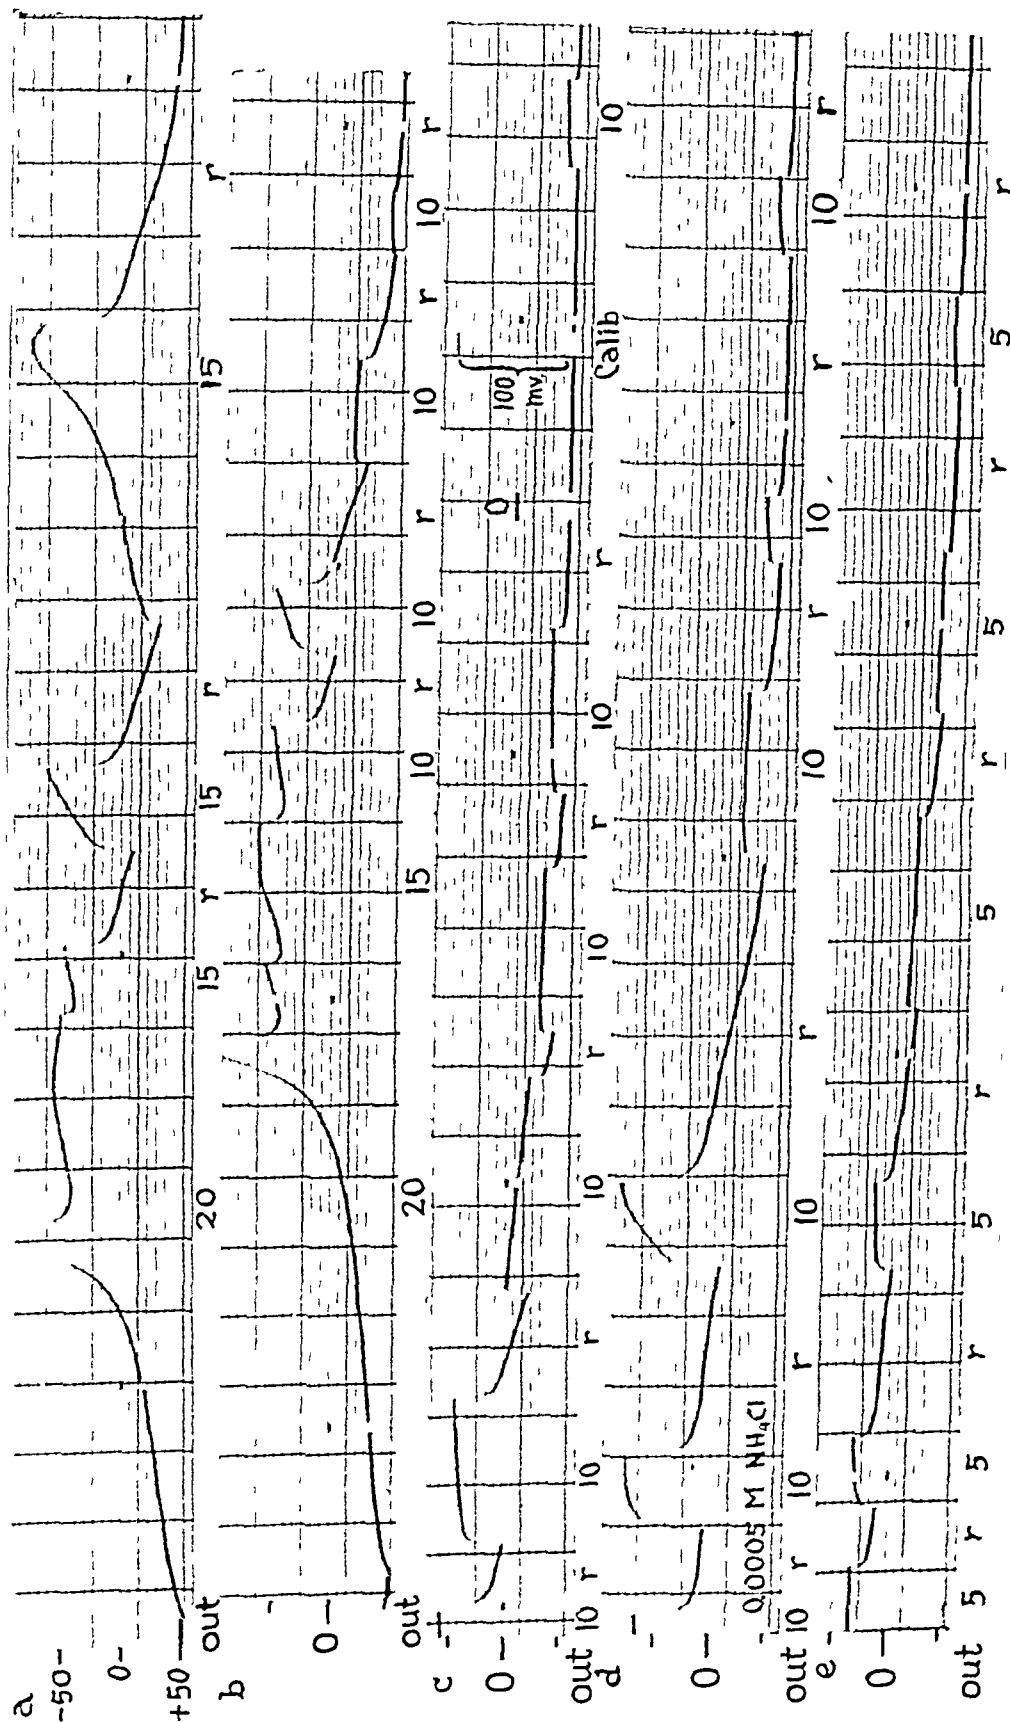 a
-50-
0-
+50-
out 20 15 r 15 r 15 r
b
0-
out 20 15 10 r 10 r 10 r 10 r
c
0-
0
100 mv.
out 10 r 10 r 10 r 10 r Calib 10
d
0-
0.0005 M NH₄Cl
out 10 r 10 r 10 r 10 r 10 r 10 r 10 r
e
0-
out 5 r 5 r 5 r 5 r 5 r 5 r